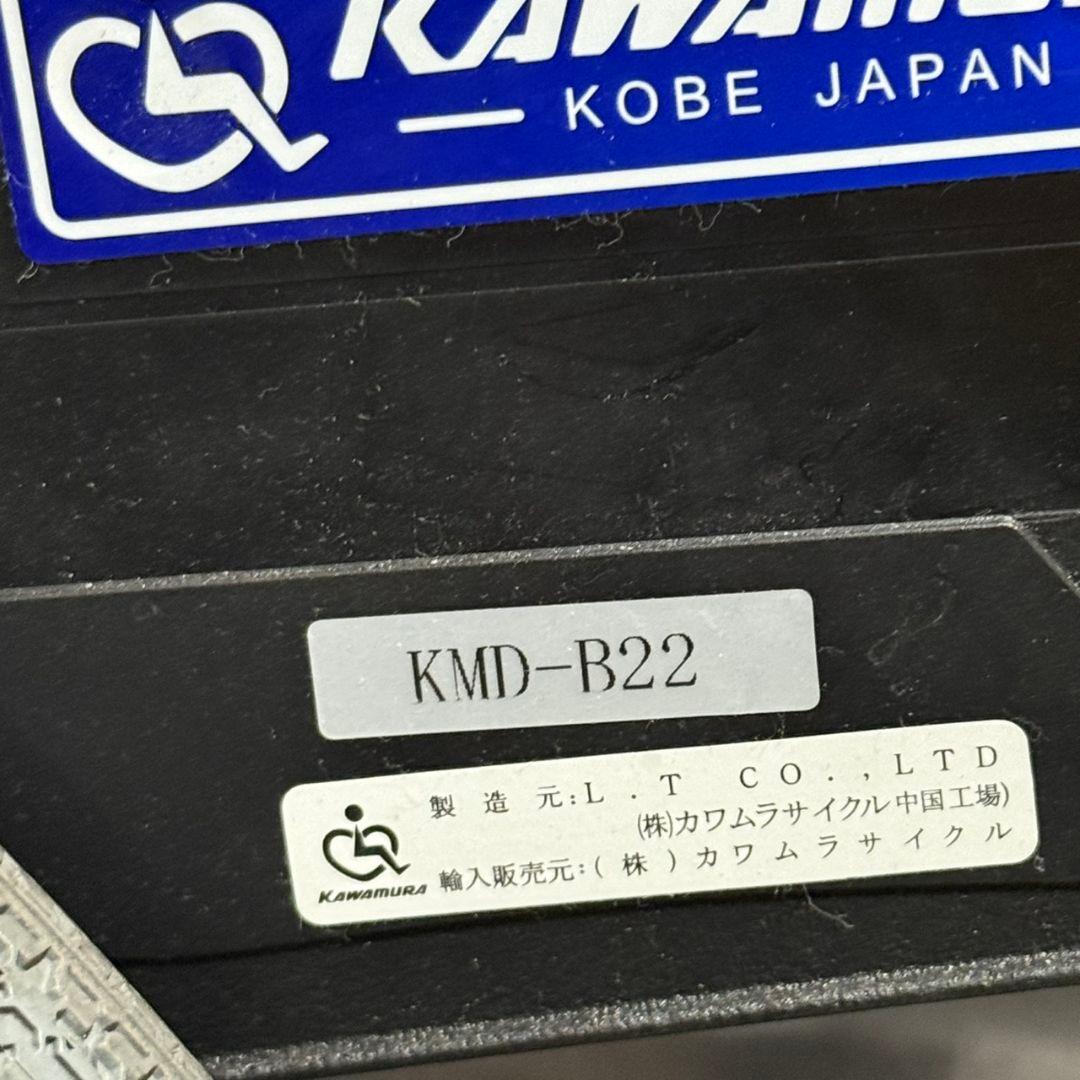 KAWAMU
KOBE JAPAN
KMD-B22
製造元:L.T CO.,LTD
(株)カワムラサイクル中国工場)
KAWAMURA
輸入販売元:(株)カワムラサイクル